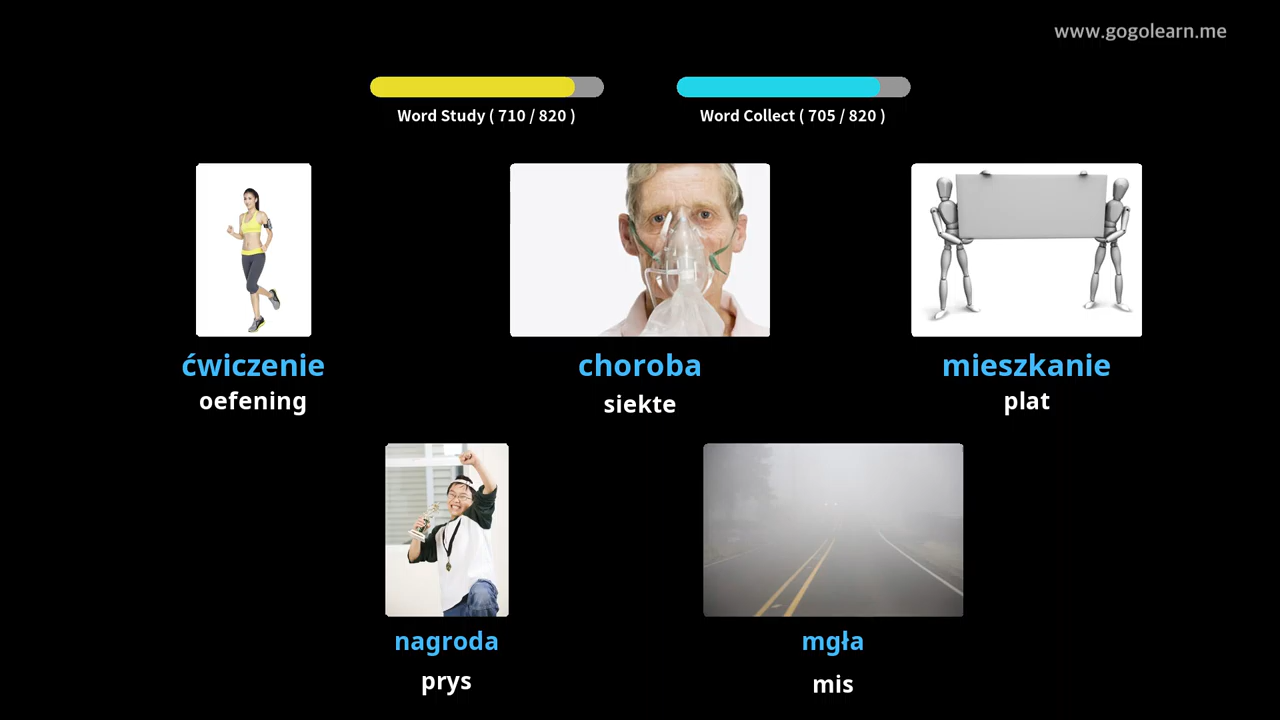 www.gogolearn.me
Word Study ( 710 / 820 )
Word Collect ( 705 / 820 )
ćwiczenie
oefening
choroba
siekte
mieszkanie
plat
nagroda
prys
mgła
mis